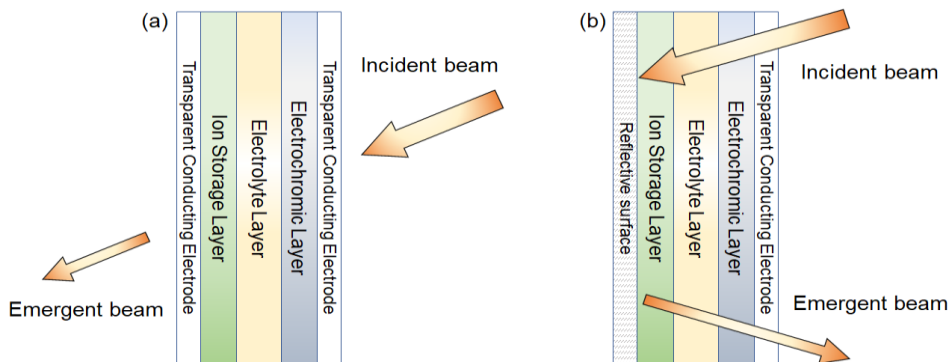 (a)
Transparent Conducting Electrode
Ion Storage Layer
Electrolyte Layer
Electrochromic Layer
Transparent Conducting Electrode
Incident beam
Emergent beam
(b)
Reflective surface
Ion Storage Layer
Electrolyte Layer
Electrochromic Layer
Transparent Conducting Electrode
Incident beam
Emergent beam